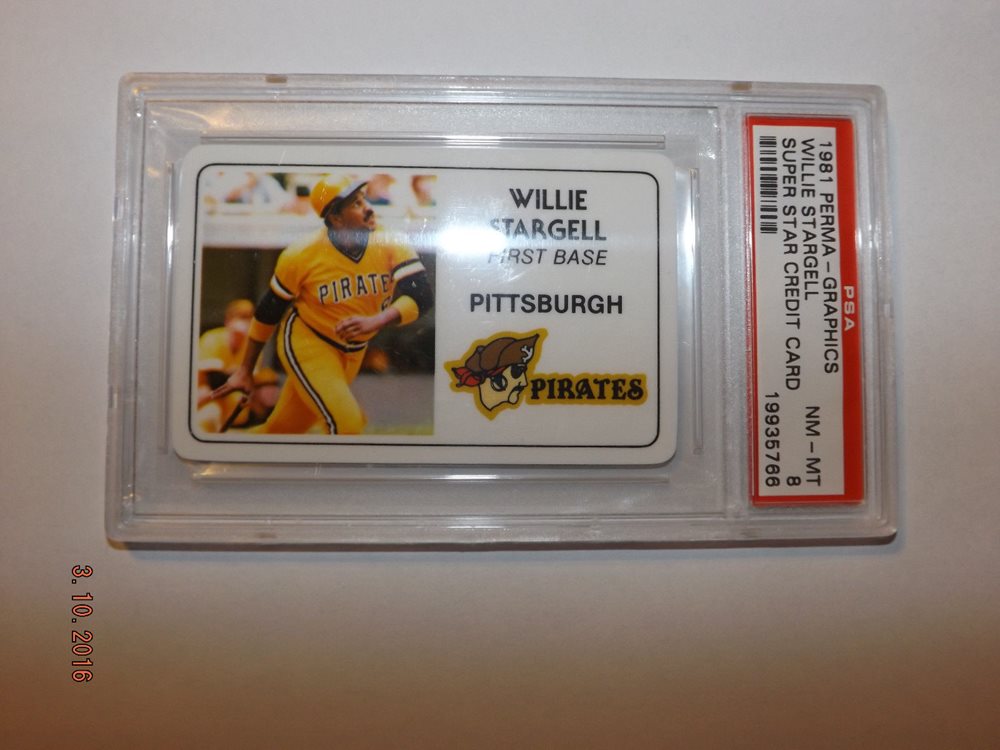 WILLIE
STARGELL
FIRST BASE
PITTSBURGH
PIRATES
PIRATE
PSA
1981 PERMA-GRAPHICS
WILLIE STARGELL NM-MT
SUPER STAR CREDIT CARD 8
19935766
3.10.2016